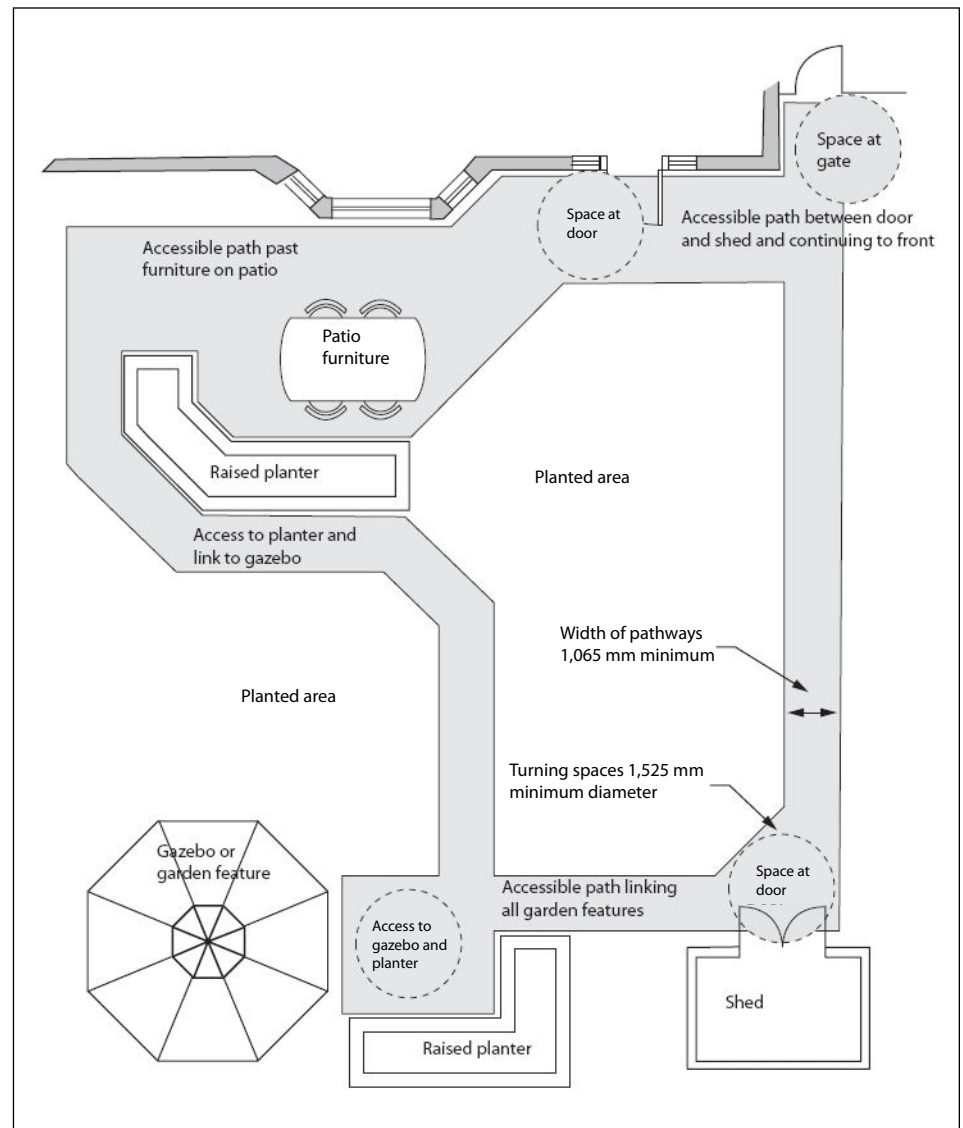 Space at
gate
Space at
door
Accessible path between door
and shed and continuing to front
Accessible path past
furniture on patio
Patio
furniture
Raised planter
Planted area
Access to planter and
link to gazebo
Width of pathways
1,065 mm minimum
Planted area
Turning spaces 1,525 mm
minimum diameter
Gazebo or
garden feature
Space at
door
Accessible path linking
all garden features
Access to
gazebo and
planter
Shed
Raised planter